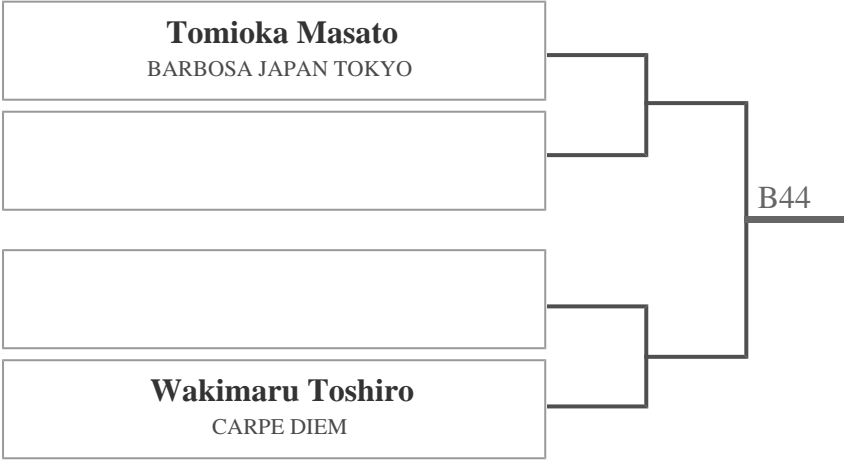 Tomioka Masato
BARBOSA JAPAN TOKYO
B44
Wakimaru Toshiro
CARPE DIEM